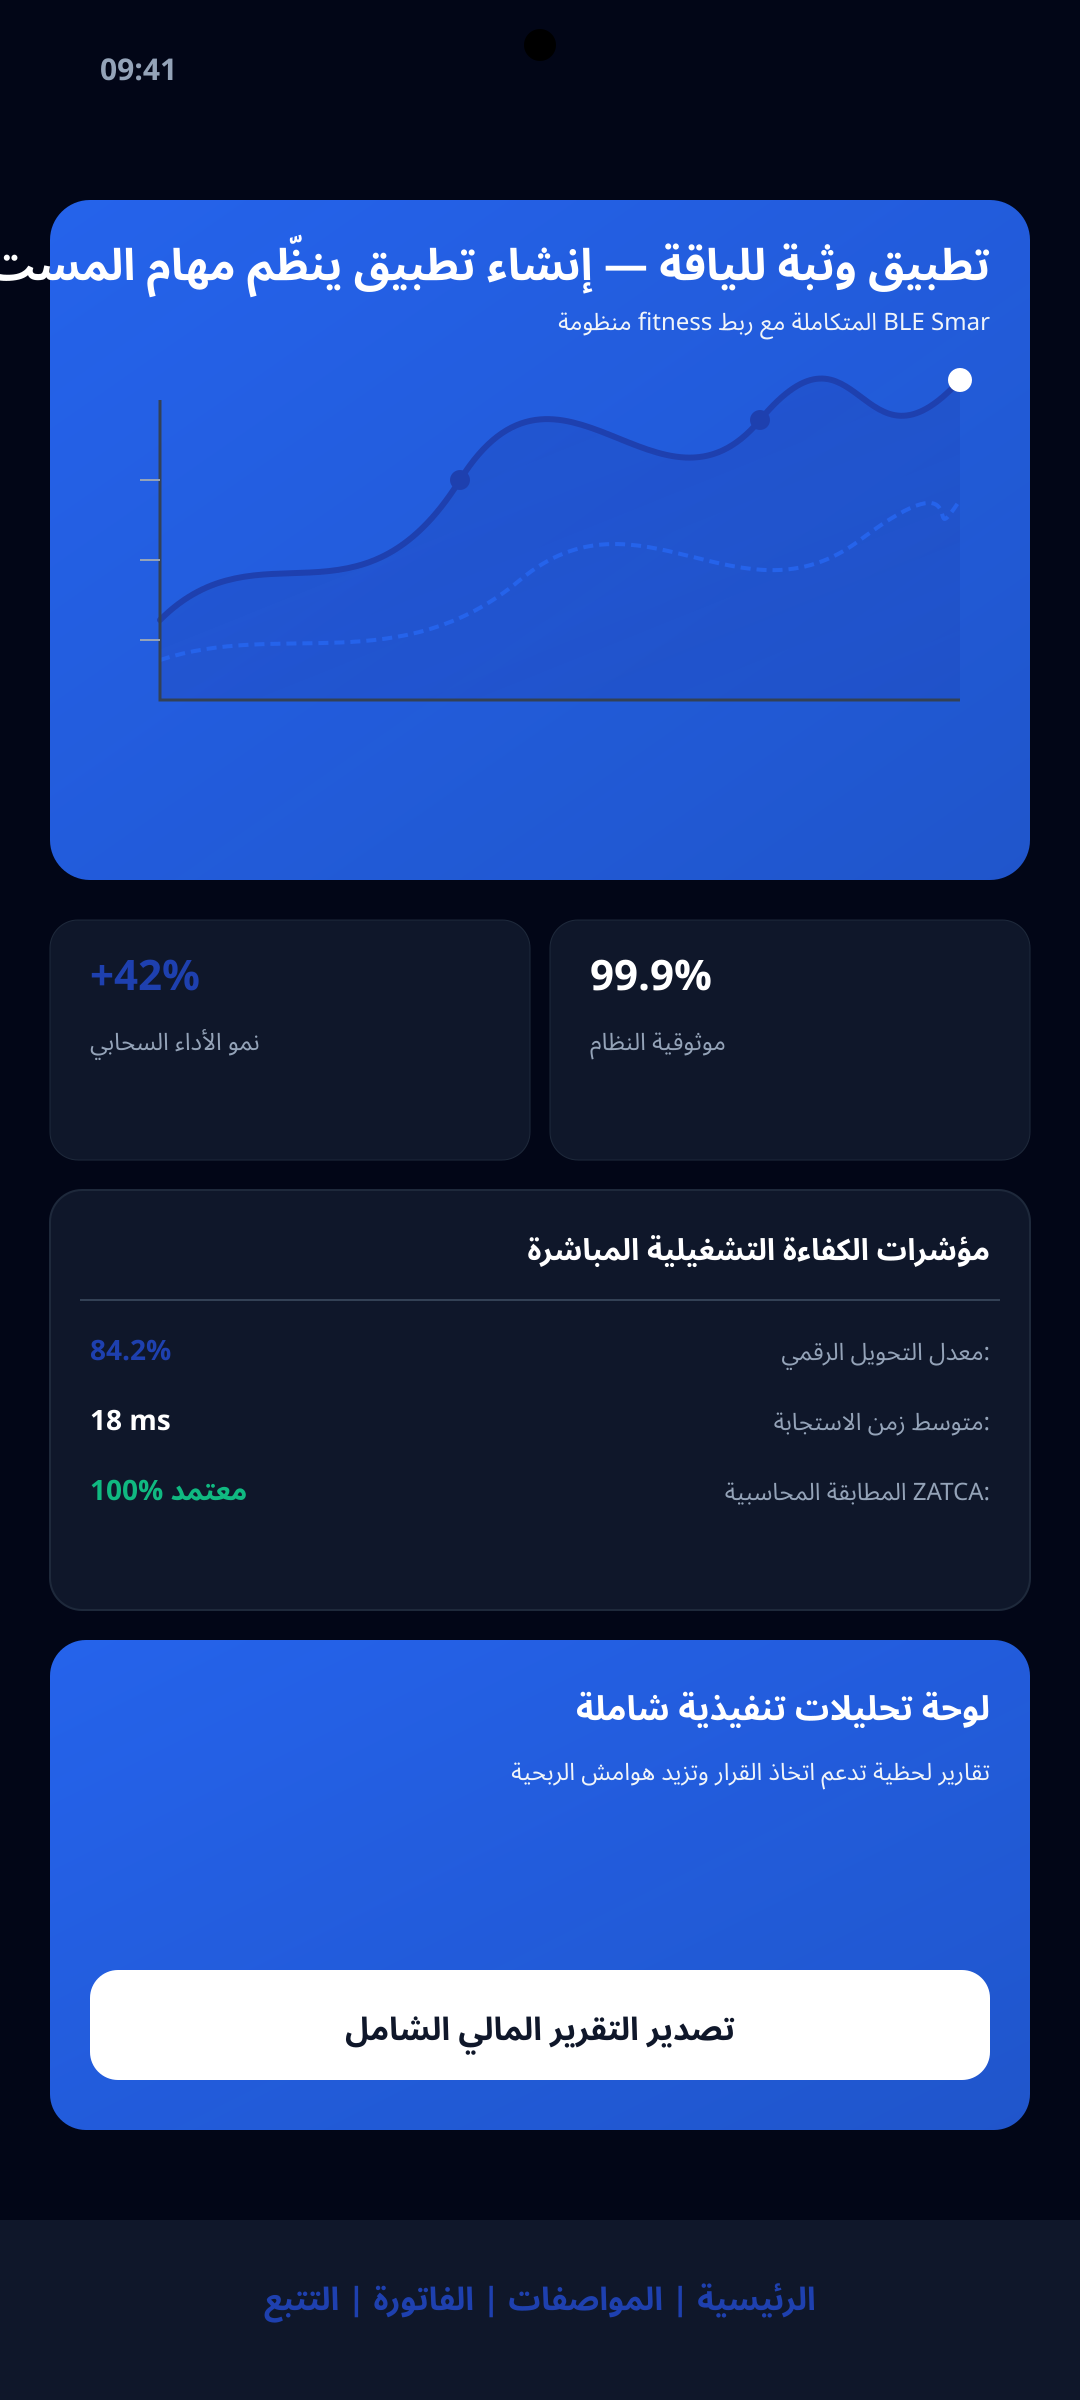 09:41
تطبيق وثبة للياقة — إنشاء تطبيق ينظّم مهام
منظومة fitness المتكاملة مع ربط BLE Smar
+42%
نمو الأداء السحابي
99.9%
موثوقية النظام
مؤشرات الكفاءة التشغيلية المباشرة
معدل التحويل الرقمي:
84.2%
متوسط زمن الاستجابة:
18 ms
المطابقة المحاسبية ZATCA:
100% معتمد
لوحة تحليلات تنفيذية شاملة
تقارير لحظية تدعم اتخاذ القرار وتزيد هوامش الربحية
تصدير التقرير المالي الشامل
الرئيسية | المواصفات | الفاتورة | التتبع